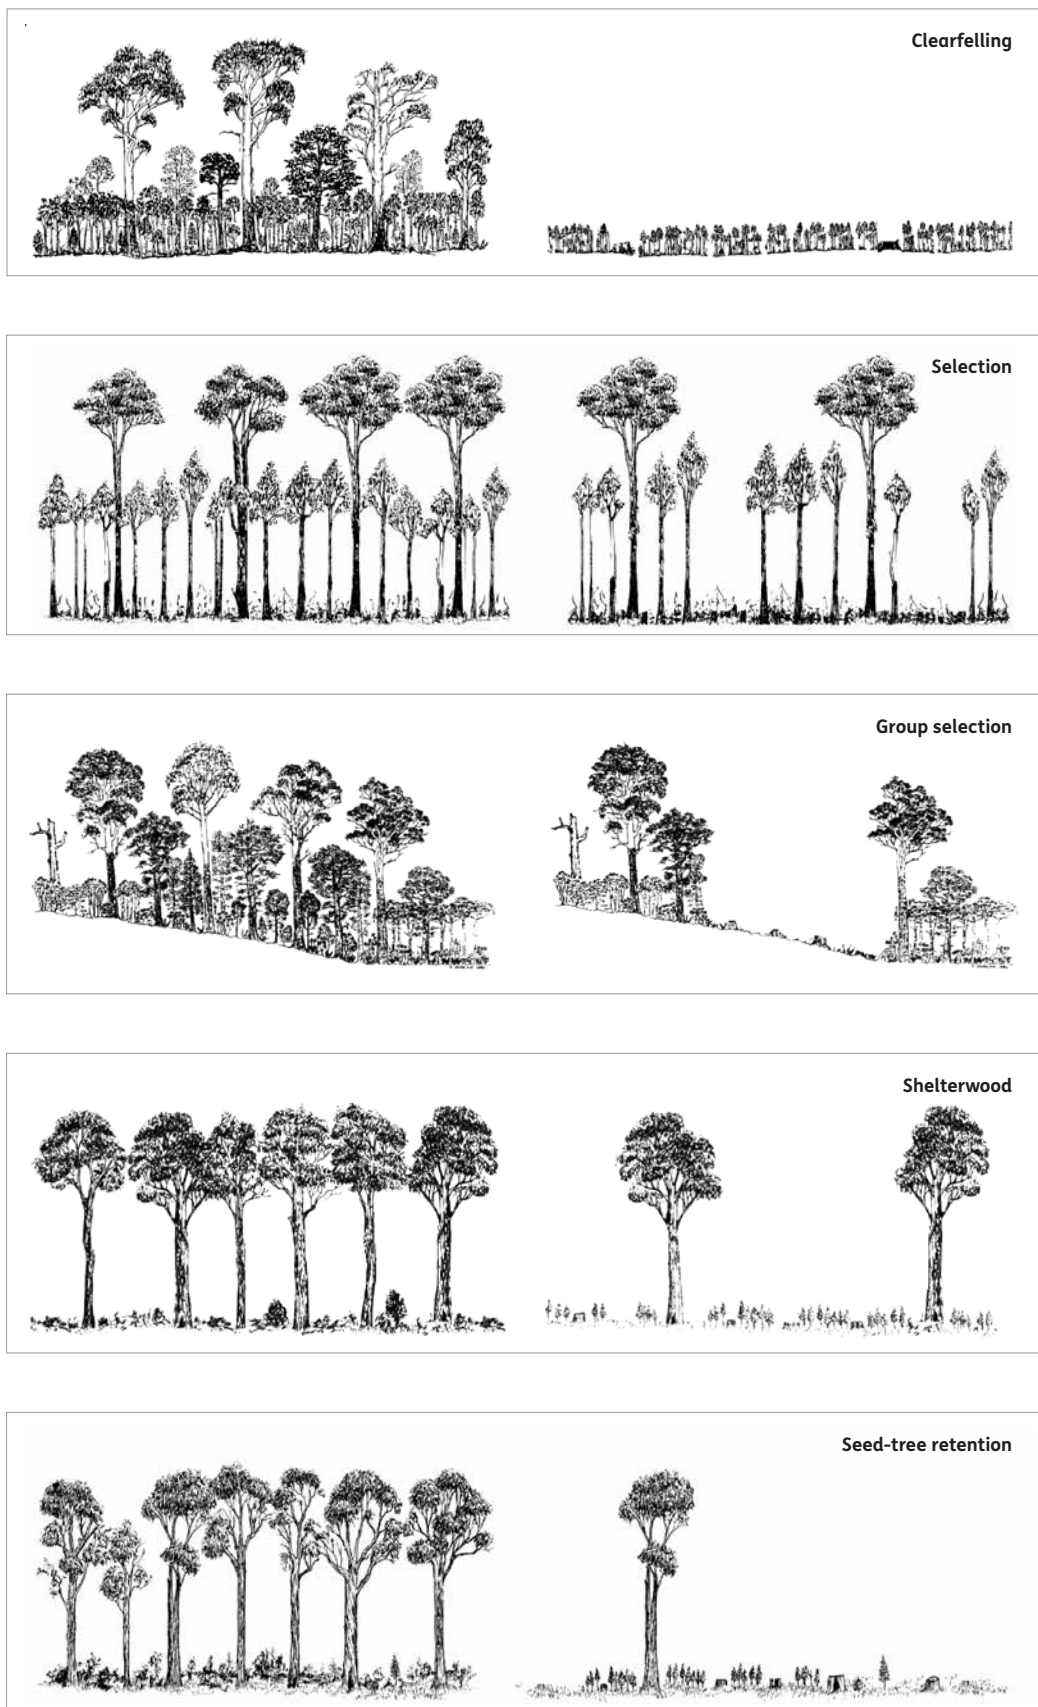 Clearfelling
Selection
Group selection
Shelterwood
Seed-tree retention